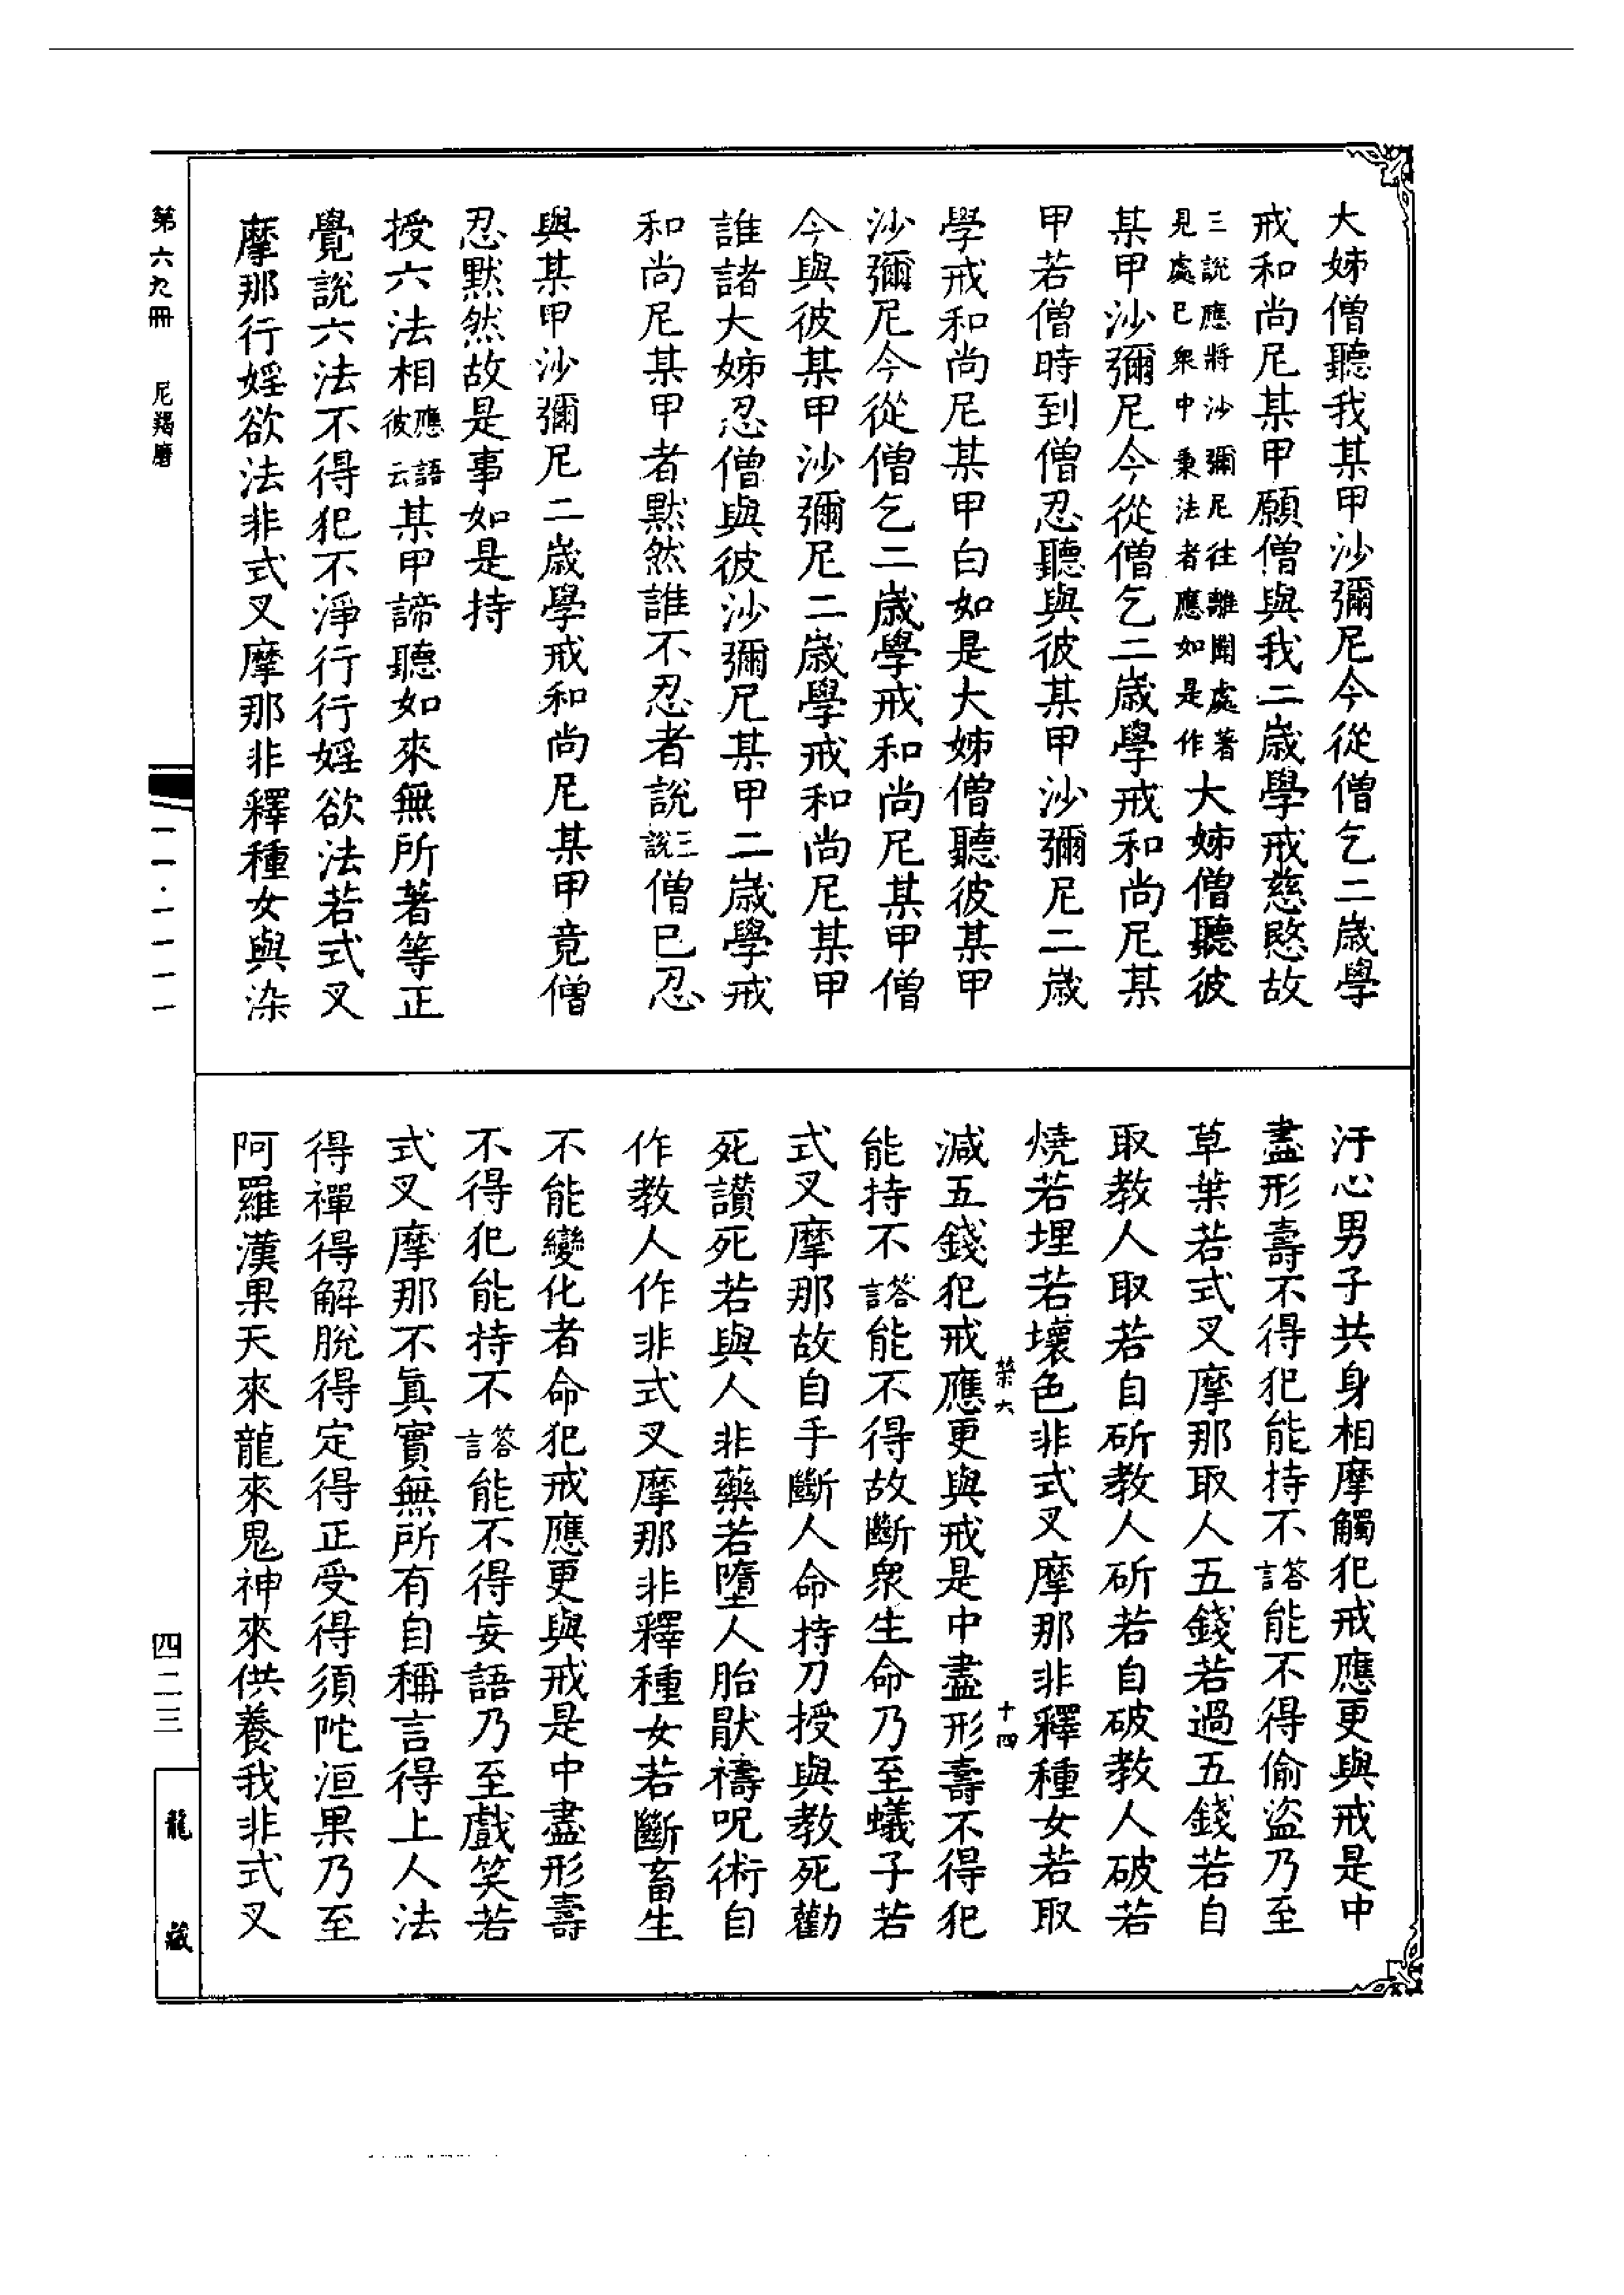 大姊僧聽我某甲沙彌尼今從僧乞二歲學
戒和尚尼某甲願僧與我二歲學戒慈愍故
三說應將沙彌尼往離聞處著
見處已衆中秉法者應如是作大姊僧聽彼
某甲沙彌尼今從僧乞二歲學戒和尚尼某
甲若僧時到僧忍聽與彼某甲沙彌尼二歲
學戒和尚尼某甲白如是大姊僧聽彼某甲
沙彌尼今從僧乞二歲學戒和尚尼某甲僧
今與彼某甲沙彌尼二歲學戒和尚尼某甲
誰諸大姊忍僧與彼沙彌尼某甲二歲學戒
和尚尼某甲者默然誰不忍者說三說僧已忍
與某甲沙彌尼二歲學戒和尚尼某甲竟僧
忍默然故是事如是持
授六法相應語彼云某甲諦聽如來無所著等正
覺說六法不得犯不淨行行婬欲法若式叉
摩那行婬欲法非式叉摩那非釋種女與染
汙心男子共身相摩觸犯戒應更與戒是中
盡形壽不得犯能持不答言能不得偷盜乃至
草葉若式叉摩那取人五錢若過五錢若自
取教人取若自斫教人斫若自破教人破若
燒若埋若壞色非式叉摩那非釋種女若取
減五錢犯戒應更與戒是中盡形壽不得犯
能持不答言能不得故斷衆生命乃至蟻子若
式叉摩那故自手斷人命持刀授與教死勸
死讚死若與人非藥若墮人胎猒禱呪術自
作教人作非式叉摩那非釋種女若斷畜生
不能變化者命犯戒應更與戒是中盡形壽
不得犯能持不答言能不得妄語乃至戲笑若
式叉摩那不眞實無所有自稱言得上人法
得禪得解脫得定得正受得須陀洹果乃至
阿羅漢果天來龍來鬼神來供養我非式叉
十四
第六九冊 尼羯磨
一一·一一一一
四二三
龍藏